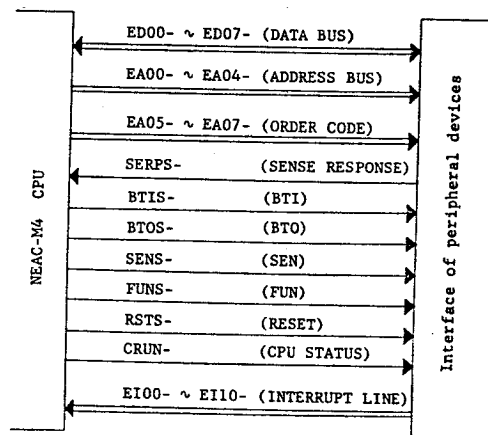 ED00- ~ ED07- (DATA BUS)
EA00- ~ EA04- (ADDRESS BUS)
EA05- ~ EA07- (ORDER CODE)
SERPS- (SENSE RESPONSE)
BTIS- (BTI)
BTOS- (BTO)
SENS- (SEN)
FUNS- (FUN)
RSTS- (RESET)
CRUN- (CPU STATUS)
EI00- ~ EI10- (INTERRUPT LINE)
NEAC-M4 CPU
Interface of peripheral devices